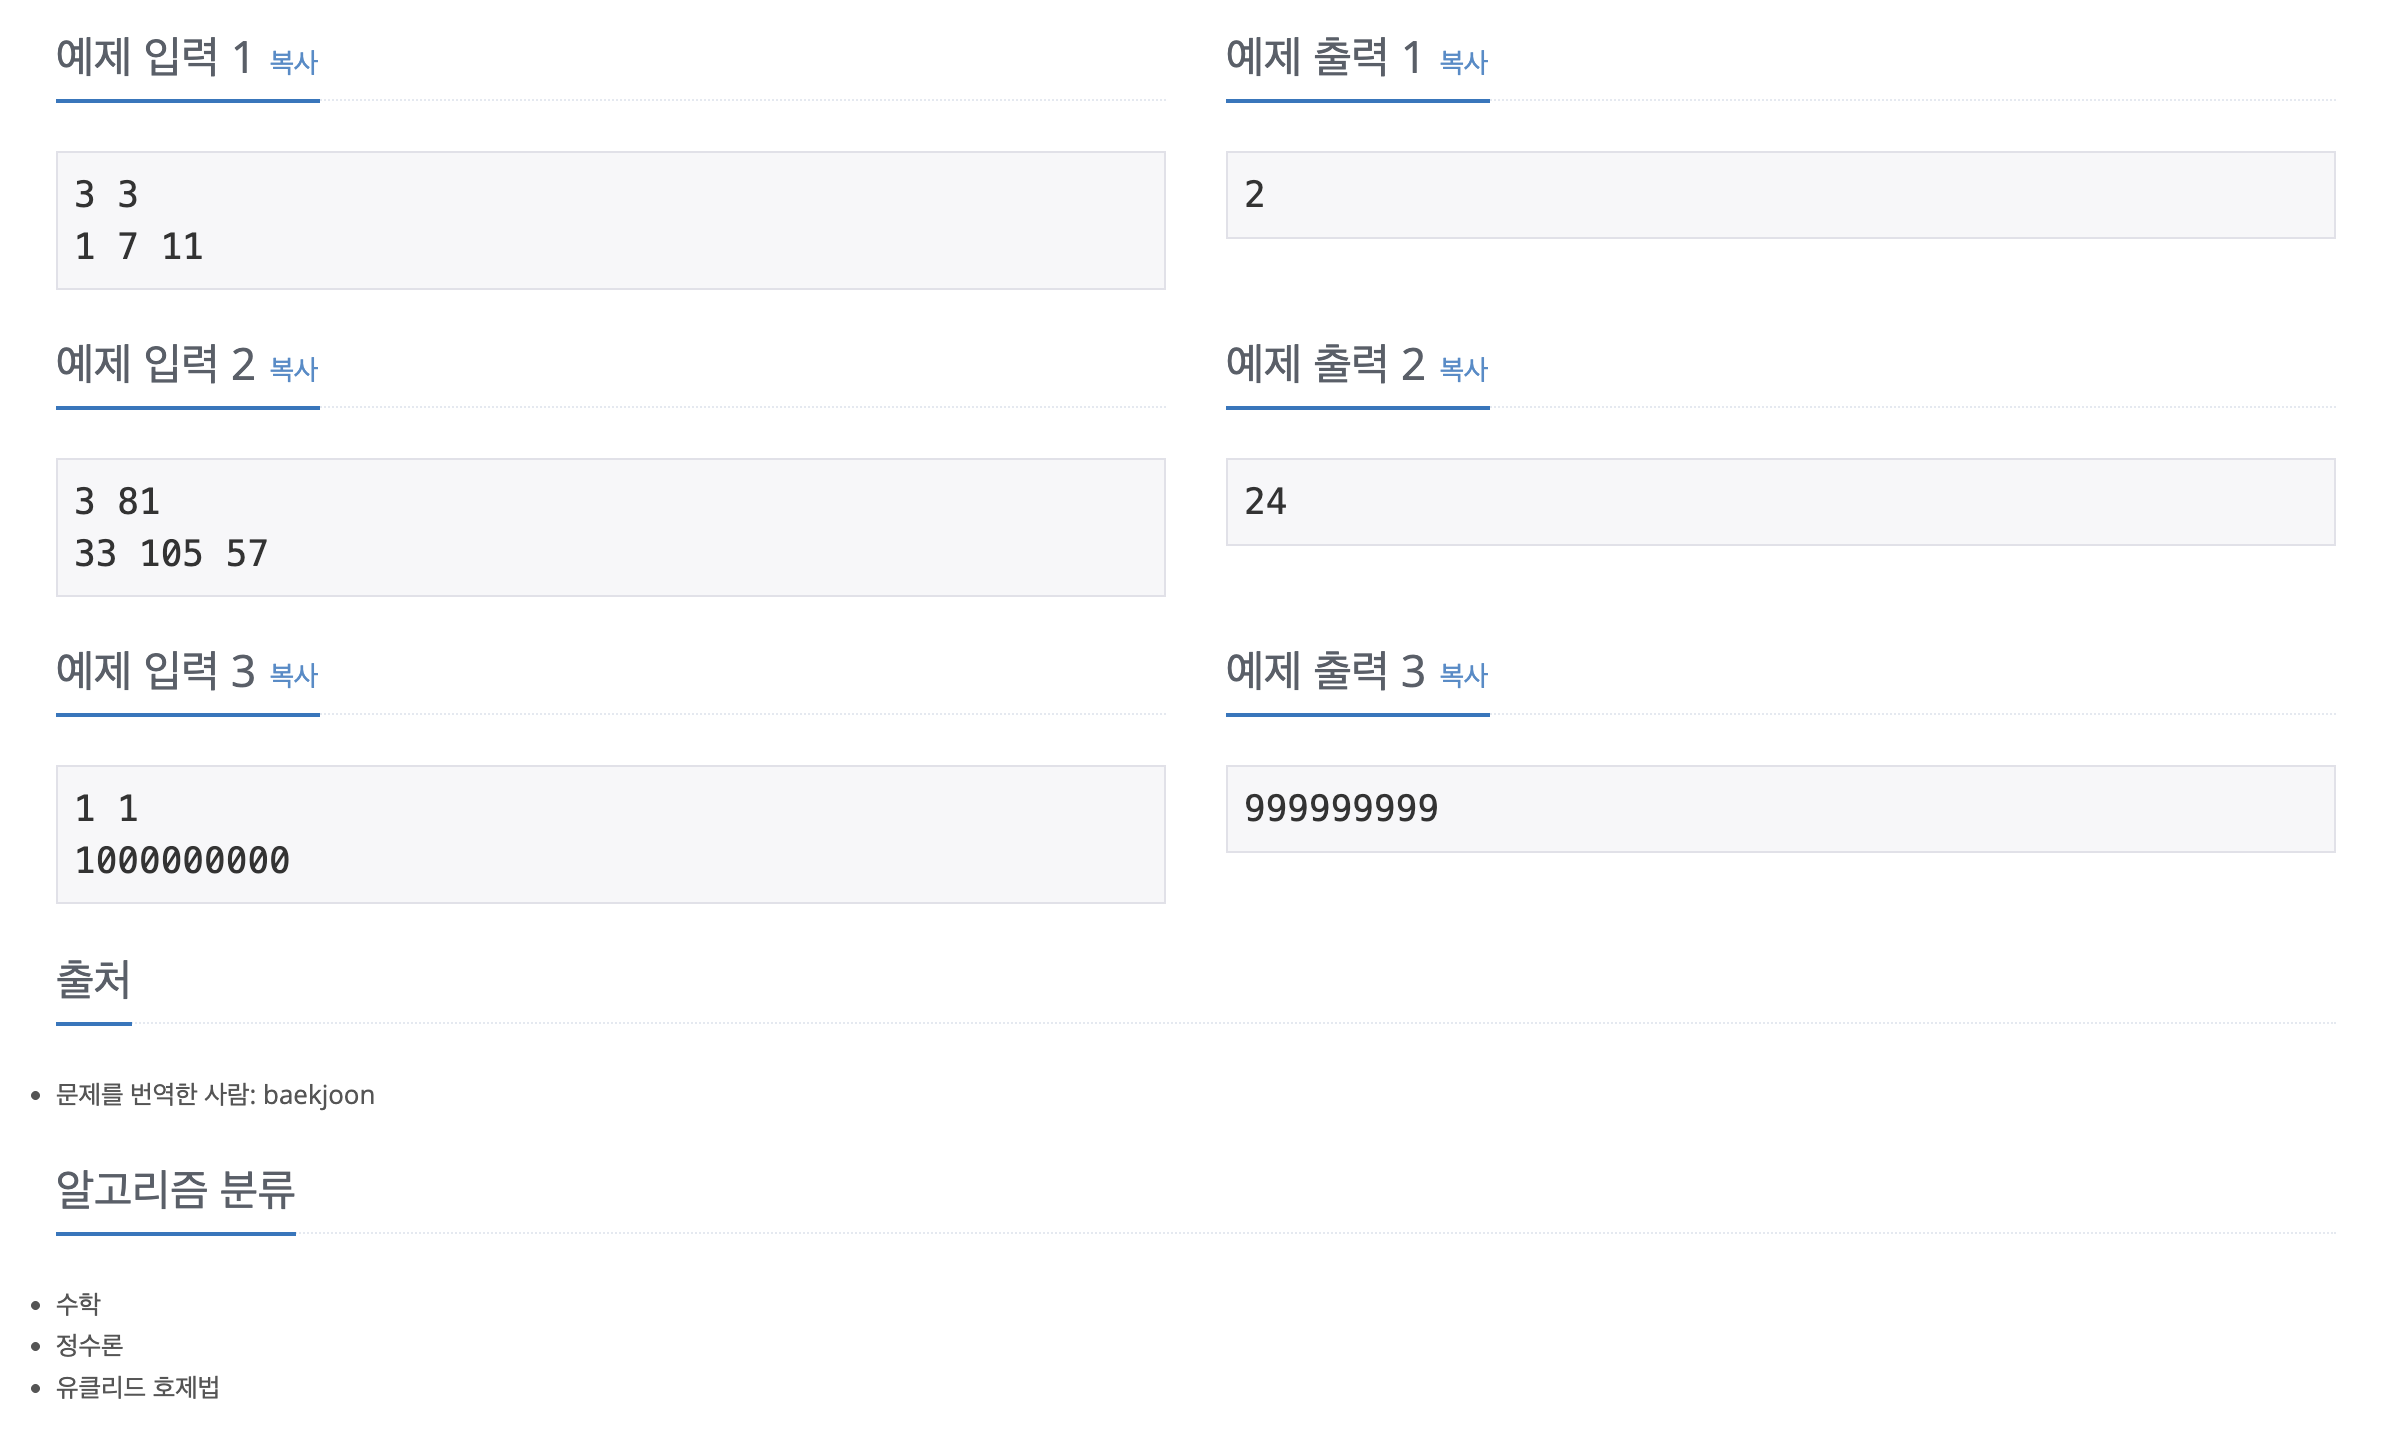 예제 입력 1 복사
3 3
1 7 11
예제 출력 1 복사
2
예제 입력 2 복사
3 81
33 105 57
예제 출력 2 복사
24
예제 입력 3 복사
1 1
1000000000
예제 출력 3 복사
999999999
출처
문제를 번역한 사람: baekjoon
알고리즘 분류
수학
정수론
유클리드 호제법